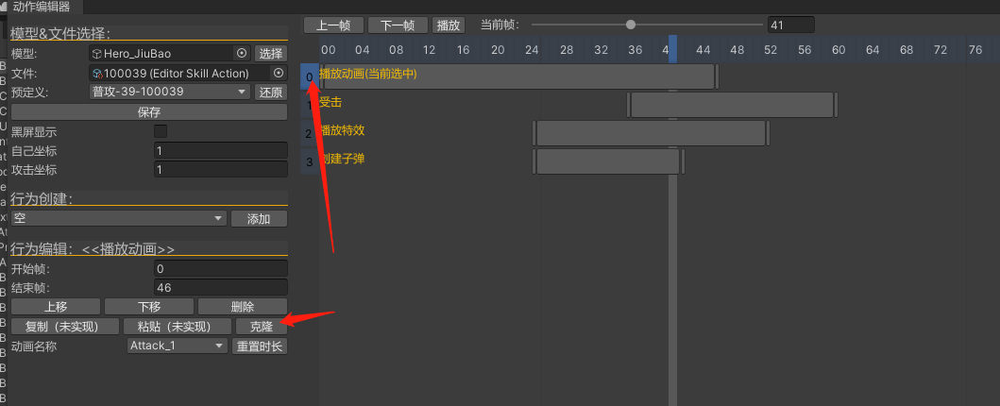 动作编辑器
模型&文件选择:
模型: Hero_JiuBao 选择
文件: 100039 (Editor Skill Action)
预定义: 普攻-39-100039 还原
保存
黑屏显示
自己坐标 1
攻击坐标 1
行为创建:
空 添加
行为编辑: <<播放动画>>
开始帧: 0
结束帧: 46
上移 下移 删除
复制（未实现） 粘贴（未实现） 克隆
动画名称 Attack_1 重置时长
上一帧 下一帧 播放 当前帧: 41
00 04 08 12 16 20 24 28 32 36 4 44 48 52 56 60 64 68 72 76
0 播放动画(当前选中)
1 受击
2 播放特效
3 创建子弹